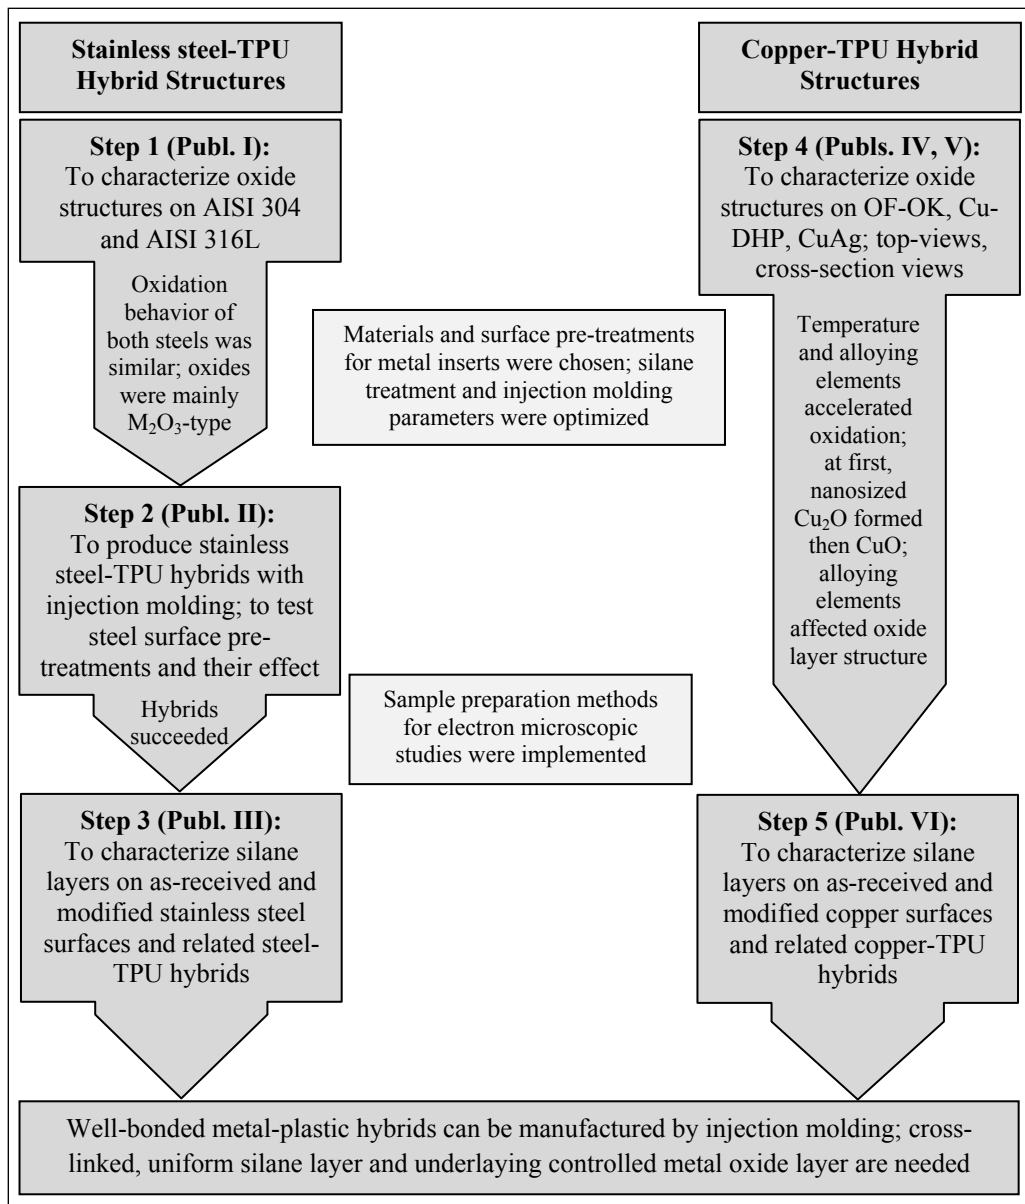 Stainless steel-TPU
Hybrid Structures
Step 1 (Publ. I):
To characterize oxide
structures on AISI 304
and AISI 316L
Oxidation
behavior of
both steels was
similar; oxides
were mainly
M₂O₃-type
Step 2 (Publ. II):
To produce stainless
steel-TPU hybrids with
injection molding; to test
steel surface pre-
treatments and their effect
Hybrids
succeeded
Step 3 (Publ. III):
To characterize silane
layers on as-received and
modified stainless steel
surfaces and related steel-
TPU hybrids
Materials and surface pre-treatments
for metal inserts were chosen; silane
treatment and injection molding
parameters were optimized
Sample preparation methods
for electron microscopic
studies were implemented
Copper-TPU Hybrid
Structures
Step 4 (Publs. IV, V):
To characterize oxide
structures on OF-OK, Cu-
DHP, CuAg; top-views,
cross-section views
Temperature
and alloying
elements
accelerated
oxidation;
at first,
nanosized
Cu₂O formed
then CuO;
alloying
elements
affected oxide
layer structure
Step 5 (Publ. VI):
To characterize silane
layers on as-received and
modified copper surfaces
and related copper-TPU
hybrids
Well-bonded metal-plastic hybrids can be manufactured by injection molding; cross-
linked, uniform silane layer and underlaying controlled metal oxide layer are needed